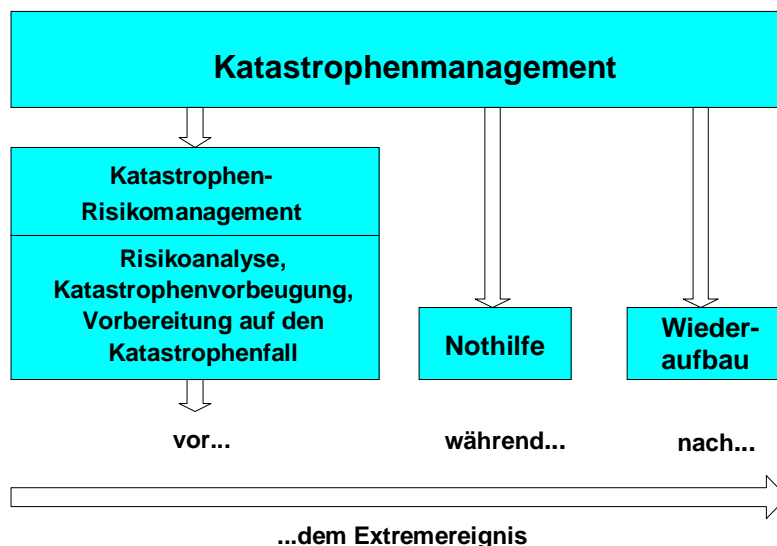 Katastrophenmanagement
Katastrophen-
Risikomanagement
Risikoanalyse,
Katastrophenvorbeugung,
Vorbereitung auf den
Katastrophenfall
Nothilfe
Wieder-
aufbau
vor...
während...
nach...
...dem Extremereignis